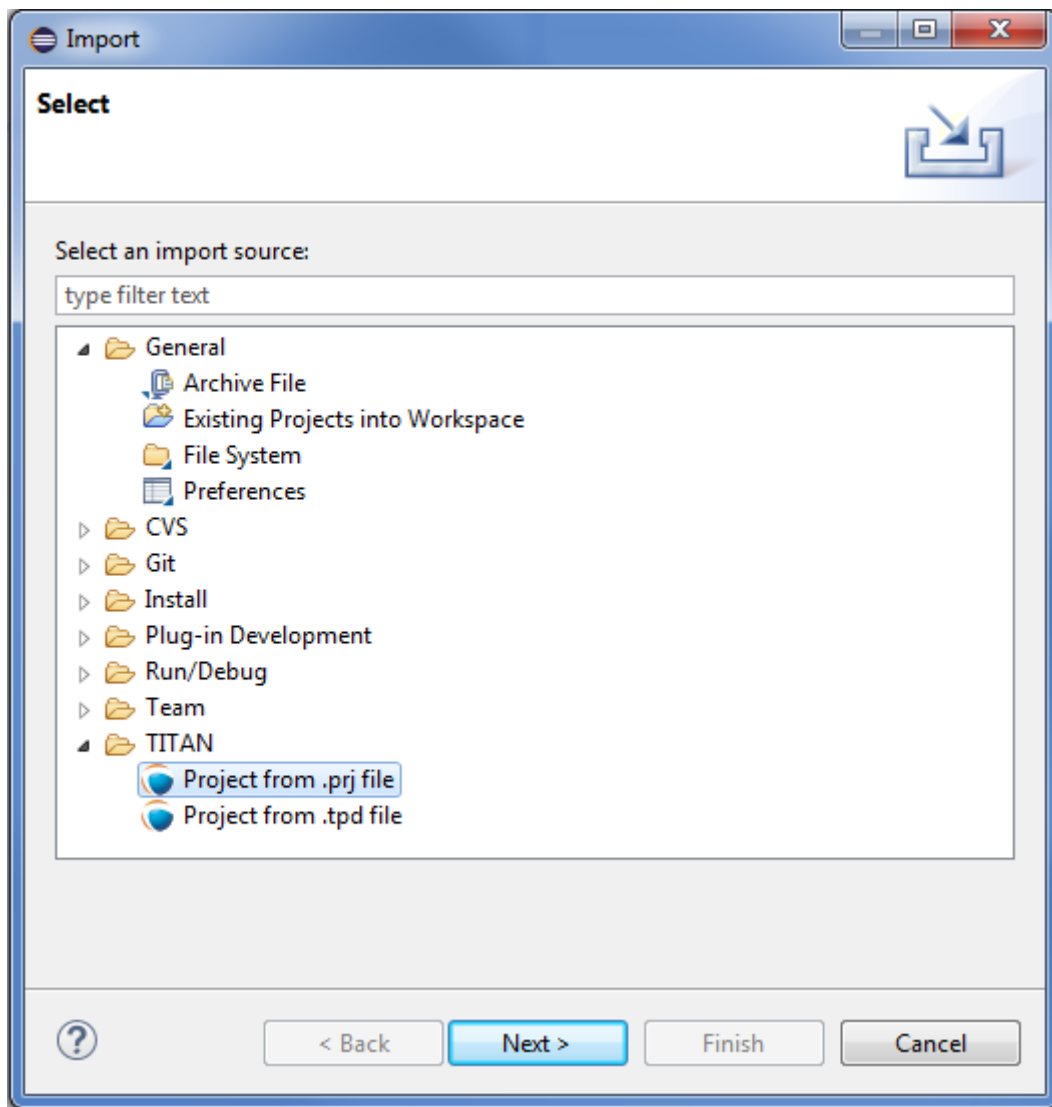 Import
Select
Select an import source:
type filter text
General
Archive File
Existing Projects into Workspace
File System
Preferences
CVS
Git
Install
Plug-in Development
Run/Debug
Team
TITAN
Project from .prj file
Project from .tpd file
? < Back Next > Finish Cancel